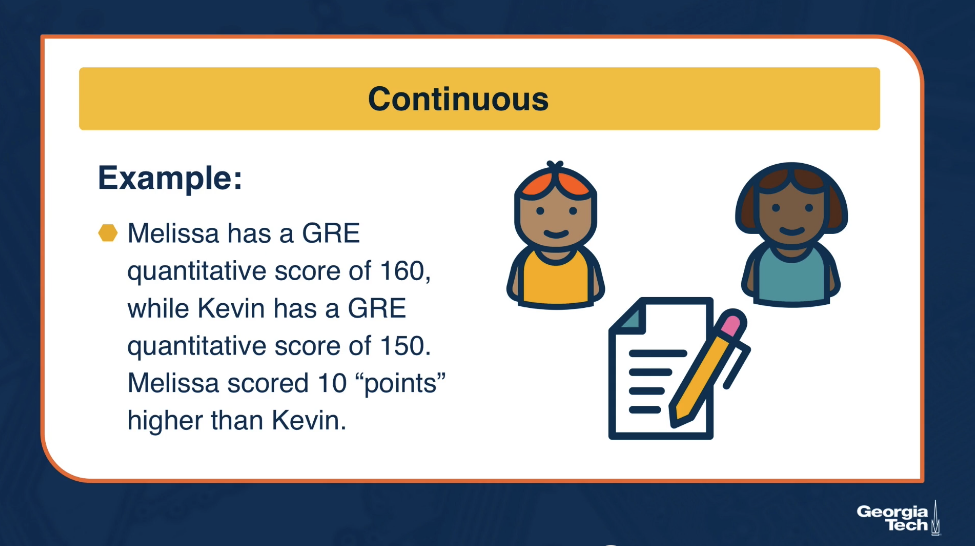 Continuous
Example:
Melissa has a GRE
quantitative score of 160,
while Kevin has a GRE
quantitative score of 150.
Melissa scored 10 “points”
higher than Kevin.
Georgia
Tech